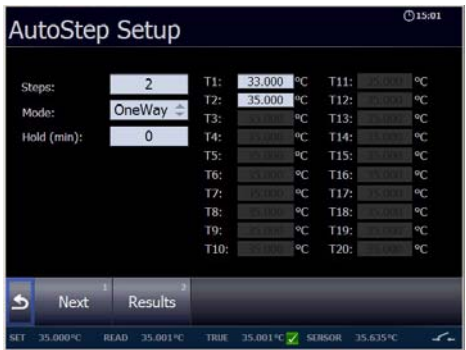 15:01
AutoStep Setup
Steps: 2
Mode: OneWay
Hold (min): 0
T1: 33.000 °C
T2: 35.000 °C
T3: °C
T4: °C
T5: °C
T6: °C
T7: °C
T8: °C
T9: °C
T10: °C
T11: 35.000 °C
T12: °C
T13: °C
T14: °C
T15: °C
T16: °C
T17: °C
T18: °C
T19: °C
T20: °C
1
Next
2
Results
SET 35.000°C READ 35.001°C TRUE 35.001°C SENSOR 35.635°C